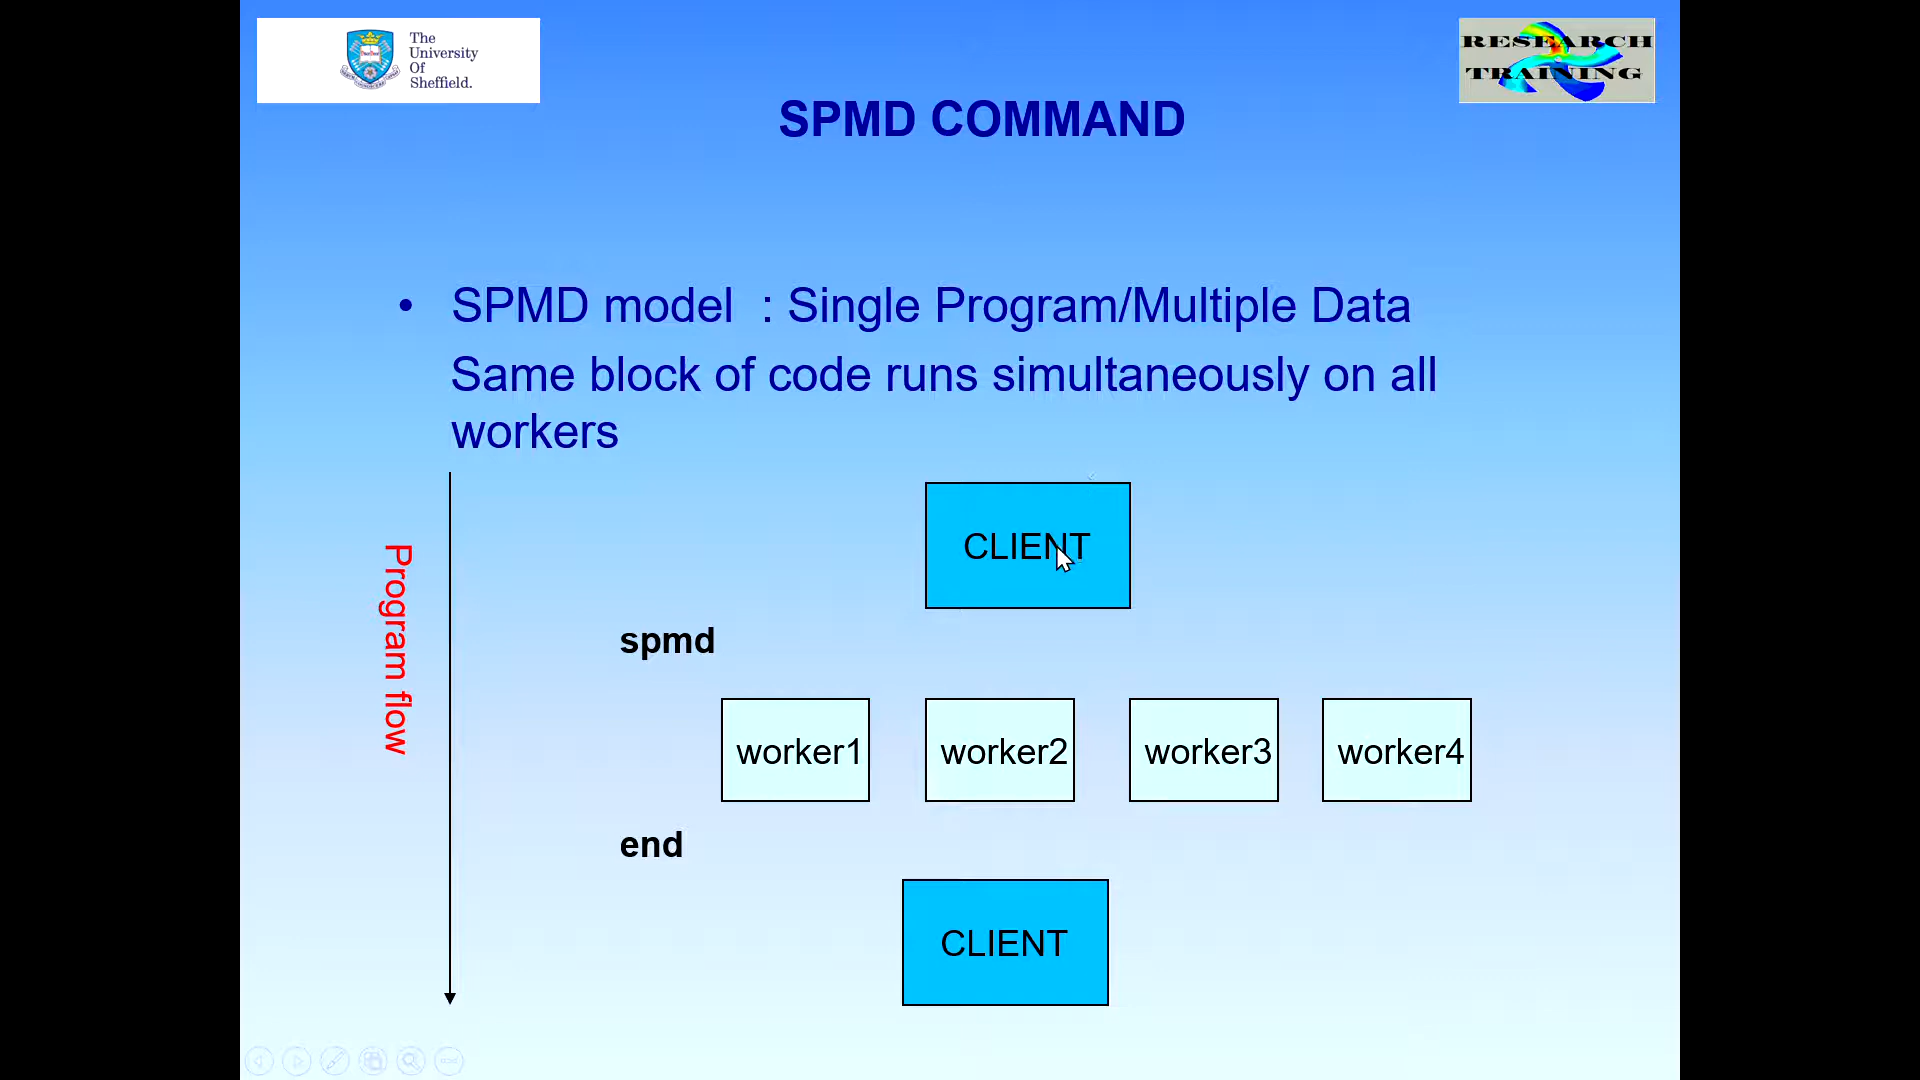 The
University
Of
Sheffield.
RESEARCH
TRAINING
SPMD COMMAND
• SPMD model : Single Program/Multiple Data
Same block of code runs simultaneously on all
workers
Program flow
CLIENT
spmd
worker1 worker2 worker3 worker4
end
CLIENT